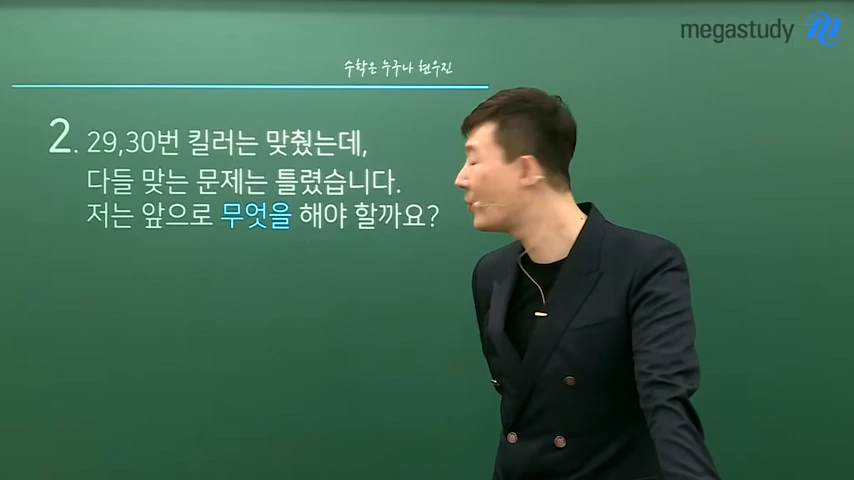 megastudy
수학은 누구나 현우진
2. 29,30번 킬러는 맞췄는데,
다들 맞는 문제는 틀렸습니다.
저는 앞으로 무엇을 해야 할까요?